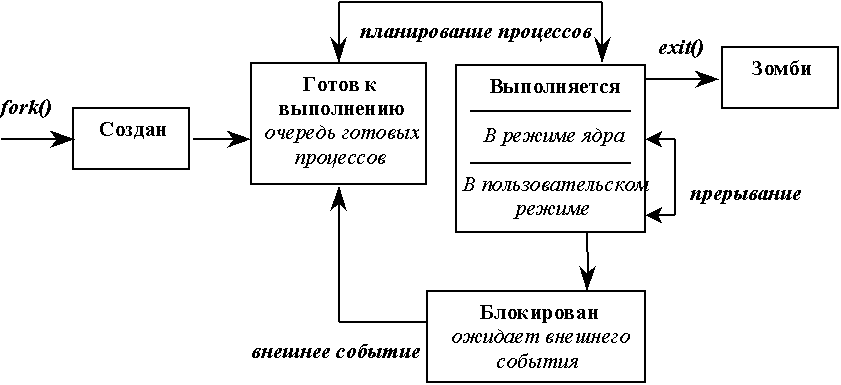 планирование процессов
exit()
Зомби
Готов к
выполнению
очередь готовых
процессов
Выполняется
В режиме ядра
В пользовательском
режиме
fork()
Создан
прерывание
Блокирован
ожидает внешнего
события
внешнее событие